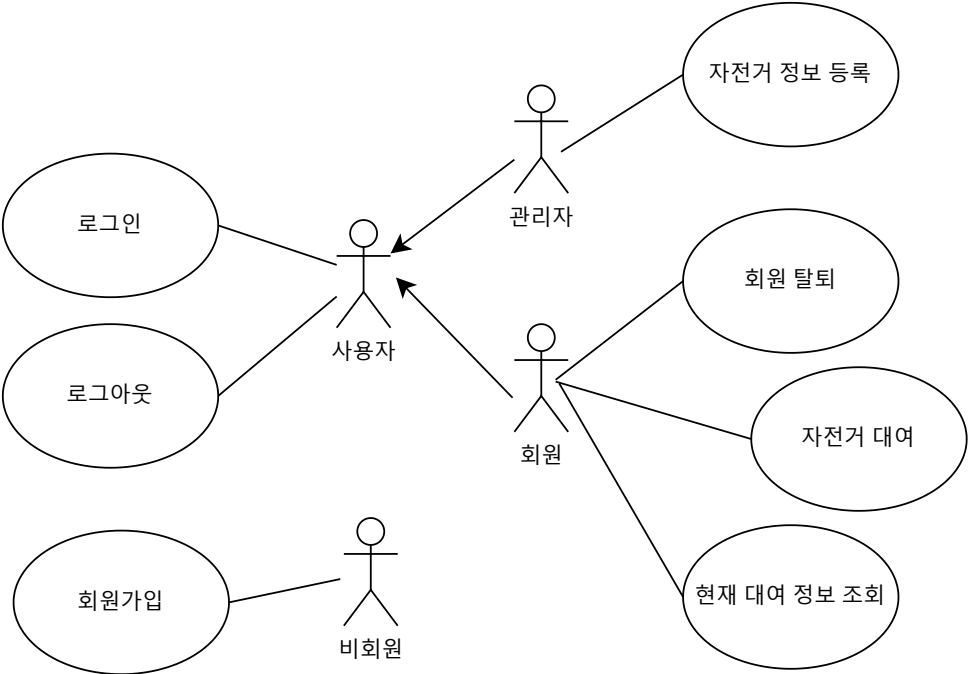 자전거 정보 등록
관리자
로그인
사용자
회원 탈퇴
로그아웃
회원
자전거 대여
회원가입
비회원
현재 대여 정보 조회